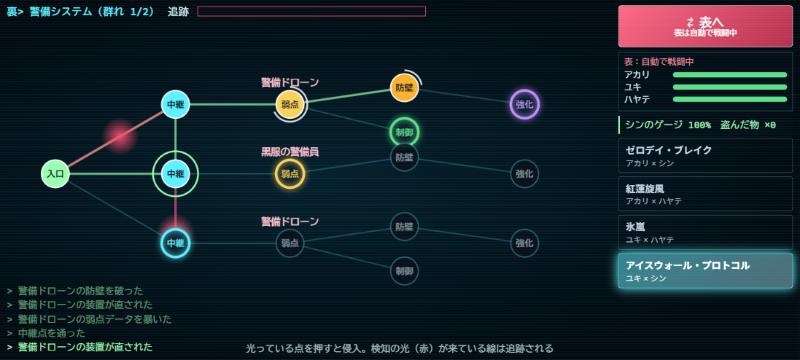 裏> 警備システム（群れ 1/2） 追跡
⇄ 表へ
表は自動で戦闘中
表：自動で戦闘中
アカリ
ユキ
ハヤテ
シンのゲージ 100% 盗んだ物 ×0
ゼロデイ・ブレイク
アカリ × シン
紅蓮旋風
アカリ × ハヤテ
氷嵐
ユキ × ハヤテ
アイスウォール・プロトコル
ユキ × シン
警備ドローン
中継
弱点
防壁
強化
制御
黒服の警備員
入口
中継
弱点
防壁
強化
警備ドローン
中継
弱点
防壁
強化
制御
> 警備ドローンの防壁を破った
> 警備ドローンの装置が直された
> 警備ドローンの弱点データを暴いた
> 中継点を通った
> 警備ドローンの装置が直された
光っている点を押すと侵入。検知の光（赤）が来ている線は追跡される